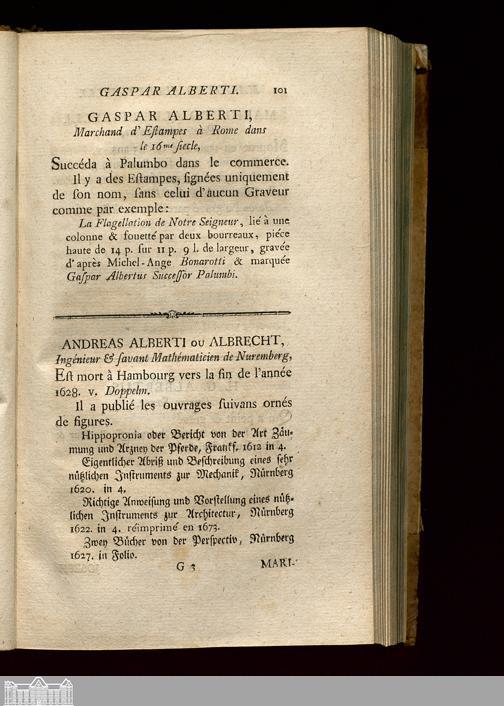 GASPAR ALBERTI. 101
GASPAR ALBERTI,
Marchand d'Eſtampes à Rome dans
le 16me ſiecle,
Succéda à Palumbo dans le commerce.
Il y a des Eſtampes, ſignées uniquement
de ſon nom, ſans celui d'aucun Graveur
comme par exemple:
La Flagellation de Notre Seigneur, lié à une
colonne & fouetté par deux bourreaux, piéce
haute de 14 p. ſur 11 p. 9 l. de largeur, gravée
d'après Michel-Ange Bonarotti & marquée
Gaſpar Albertus Succeſſor Palumbi.
ANDREAS ALBERTI OU ALBRECHT,
Ingénieur & ſavant Mathématicien de Nuremberg,
Eſt mort à Hambourg vers la fin de l'année
1628. v. Doppelm.
Il a publié les ouvrages ſuivans ornés
de figures.
Hippopronia oder Bericht von der Art Zäu-
mung und Arzney der Pferde, Frankf. 1612 in 4.
Eigentlicher Abriß und Beſchreibung eines ſehr
nützlichen Inſtruments zur Mechanik, Nürnberg
1620. in 4.
Richtige Anweiſung und Vorſtellung eines nütz-
lichen Inſtruments zur Architectur, Nürnberg
1622. in 4. réimprimé en 1673.
Zwey Bücher von der Perſpectiv, Nürnberg
1627. in Folio.
G 3 MARI-